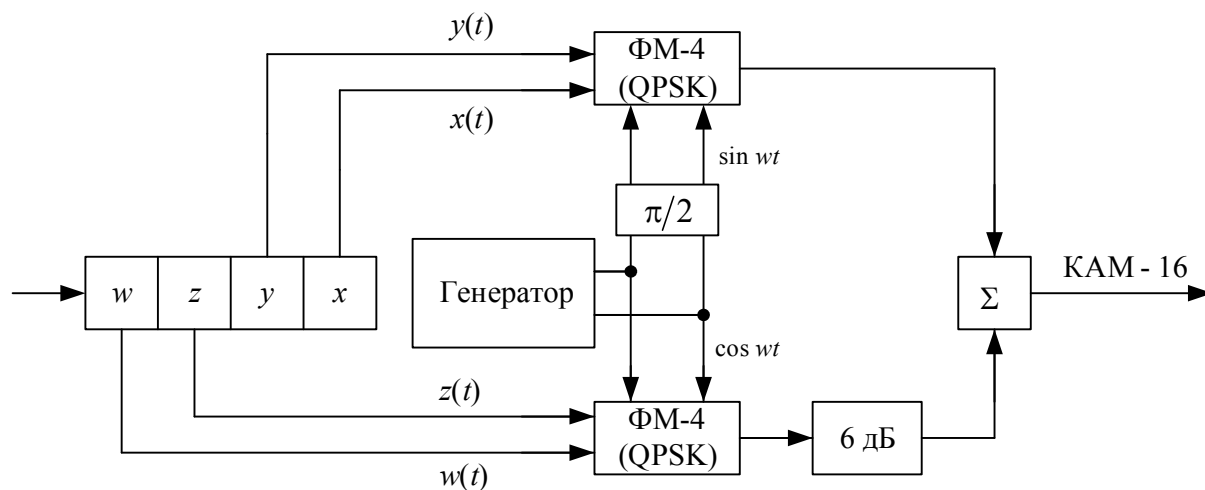 y(t)
ФМ-4
(QPSK)
x(t)
sin wt
π/2
Генератор
КАМ - 16
w z y x
Σ
cos wt
z(t)
ФМ-4
(QPSK)
6 дБ
w(t)